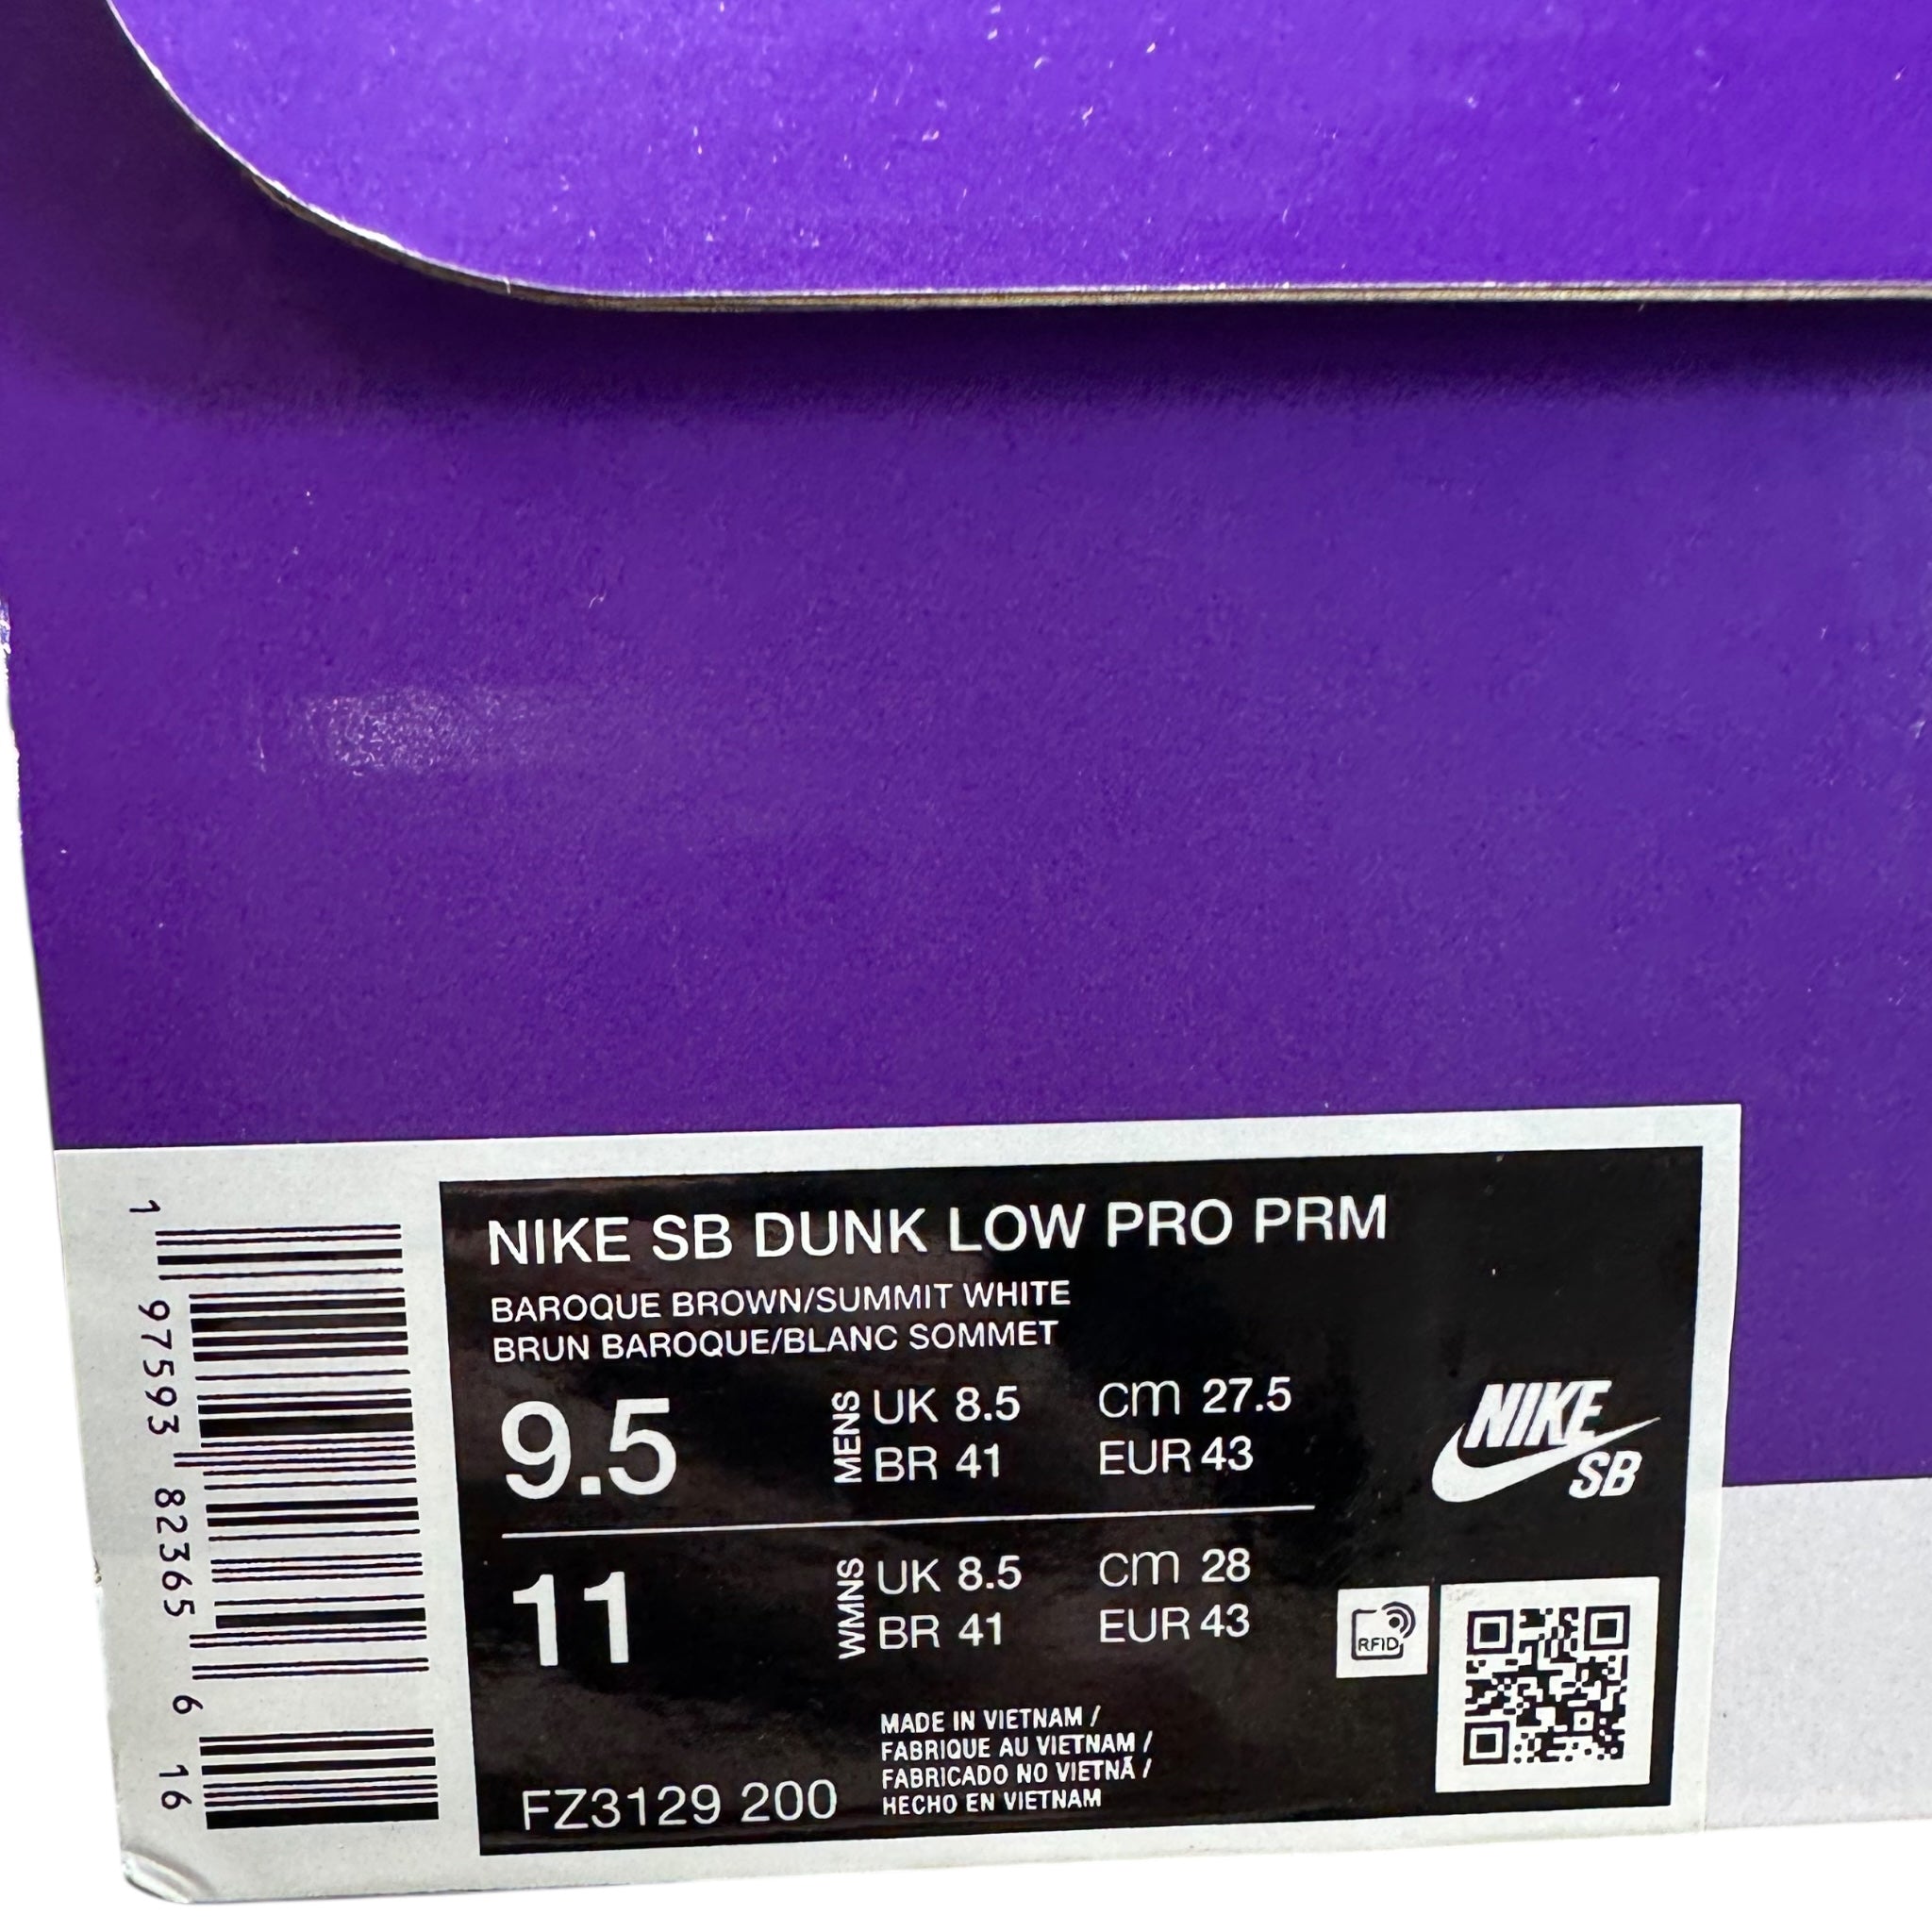 NIKE SB DUNK LOW PRO PRM
BAROQUE BROWN/SUMMIT WHITE
BRUN BAROQUE/BLANC SOMMET
9.5
MENS
UK 8.5
cm 27.5
BR 41
EUR 43
NIKE
SB
11
WMNS
UK 8.5
cm 28
BR 41
EUR 43
RFID
MADE IN VIETNAM /
FABRIQUE AU VIETNAM /
FABRICADO NO VIETNÃ /
HECHO EN VIETNAM
FZ3129 200
1 97593 82365 6 16